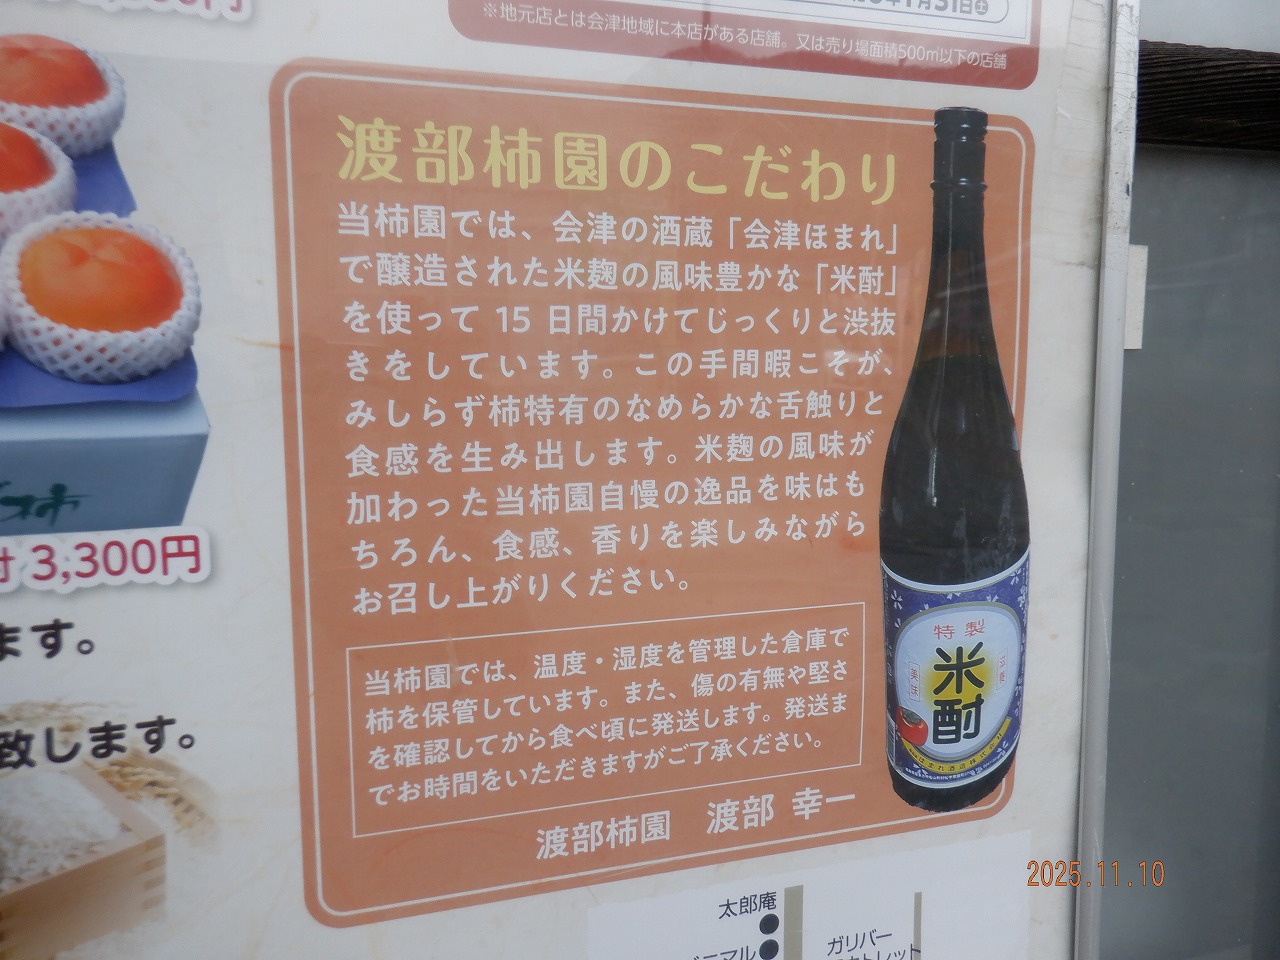 ※地元店とは会津地域に本店がある店舗。又は売り場面積500m以下の店舗
渡部柿園のこだわり
当柿園では、会津の酒蔵「会津ほまれ」
で醸造された米麹の風味豊かな「米酎」
を使って 15 日間かけてじっくりと渋抜
きをしています。この手間暇こそが、
みしらず柿特有のなめらかな舌触りと
食感を生み出します。米麹の風味が
加わった当柿園自慢の逸品を味はも
ちろん、食感、香りを楽しみながら
お召し上がりください。
当柿園では、温度・湿度を管理した倉庫で
柿を保管しています。また、傷の有無や堅さ
を確認してから食べ頃に発送します。発送ま
でお時間をいただきますがご了承ください。
渡部柿園 渡部 幸一
特製
米酎
美味
3,300円
ます。
致します。
太郎庵
ガリバー
2025.11.10